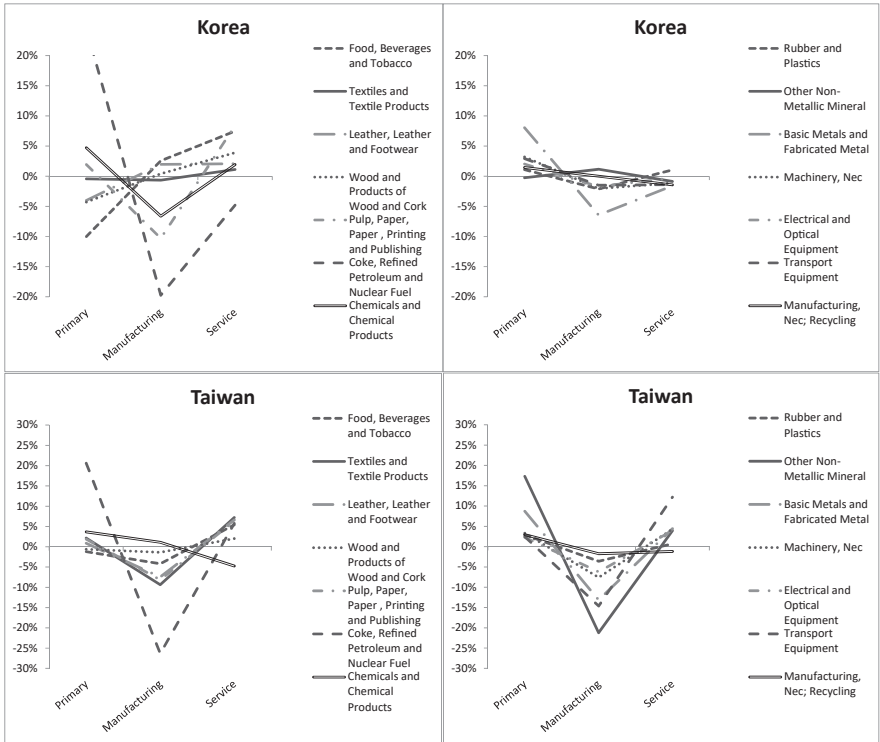 Korea
20%
15%
10%
5%
0%
-5%
-10%
-15%
-20%
Primary
Manufacturing
Service
Food, Beverages
and Tobacco
Textiles and
Textile Products
Leather, Leather
and Footwear
Wood and
Products of
Wood and Cork
Pulp, Paper,
Paper , Printing
and Publishing
Coke, Refined
Petroleum and
Nuclear Fuel
Chemicals and
Chemical
Products
Korea
20%
15%
10%
5%
0%
-5%
-10%
-15%
-20%
Primary
Manufacturing
Service
Rubber and
Plastics
Other Non-
Metallic Mineral
Basic Metals and
Fabricated Metal
Machinery, Nec
Electrical and
Optical
Equipment
Transport
Equipment
Manufacturing,
Nec; Recycling
Taiwan
30%
25%
20%
15%
10%
5%
0%
-5%
-10%
-15%
-20%
-25%
-30%
Primary
Manufacturing
Service
Food, Beverages
and Tobacco
Textiles and
Textile Products
Leather, Leather
and Footwear
Wood and
Products of
Wood and Cork
Pulp, Paper,
Paper , Printing
and Publishing
Coke, Refined
Petroleum and
Nuclear Fuel
Chemicals and
Chemical
Products
Taiwan
30%
25%
20%
15%
10%
5%
0%
-5%
-10%
-15%
-20%
-25%
-30%
Primary
Manufacturing
Service
Rubber and
Plastics
Other Non-
Metallic Mineral
Basic Metals and
Fabricated Metal
Machinery, Nec
Electrical and
Optical
Equipment
Transport
Equipment
Manufacturing,
Nec; Recycling